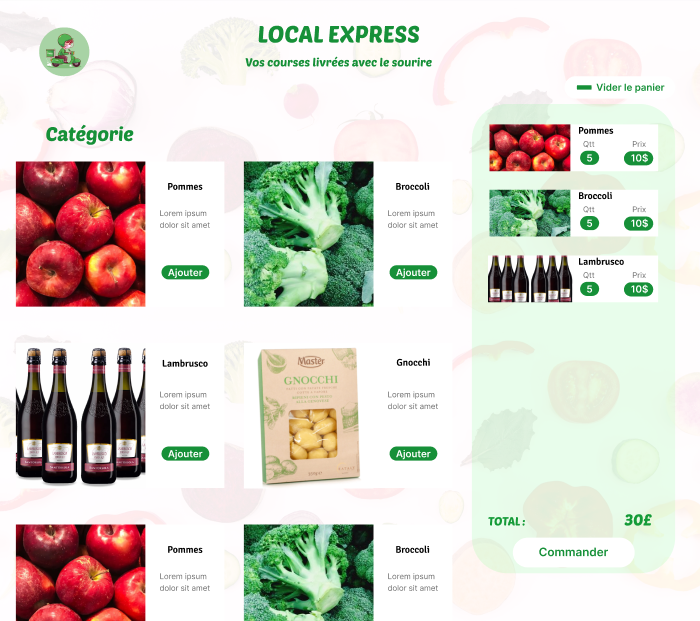 LOCAL EXPRESS
Vos courses livrées avec le sourire
Vider le panier
Catégorie
Pommes
Lorem ipsum
dolor sit amet
Ajouter
Broccoli
Lorem ipsum
dolor sit amet
Ajouter
Lambrusco
Lorem ipsum
dolor sit amet
Ajouter
Master
GNOCCHI
Gnocchi
Lorem ipsum
dolor sit amet
Ajouter
Pommes
Lorem ipsum
dolor sit amet
Broccoli
Lorem ipsum
dolor sit amet
Pommes
Qtt Prix
5 10$
Broccoli
Qtt Prix
5 10$
Lambrusco
Qtt Prix
5 10$
TOTAL : 30£
Commander